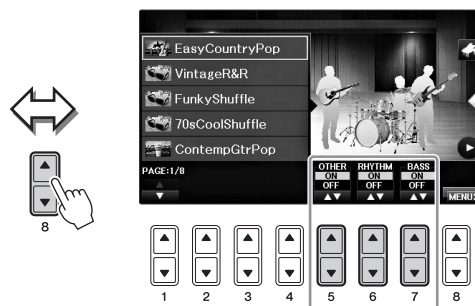 EasyCountryPop
VintageR&R
FunkyShuffle
70sCoolShuffle
ContempGtrPop
PAGE:1/8
OTHER RHYTHM BASS
ON ON ON
OFF OFF OFF
MENU:
8
1 2 3 4 5 6 7 8